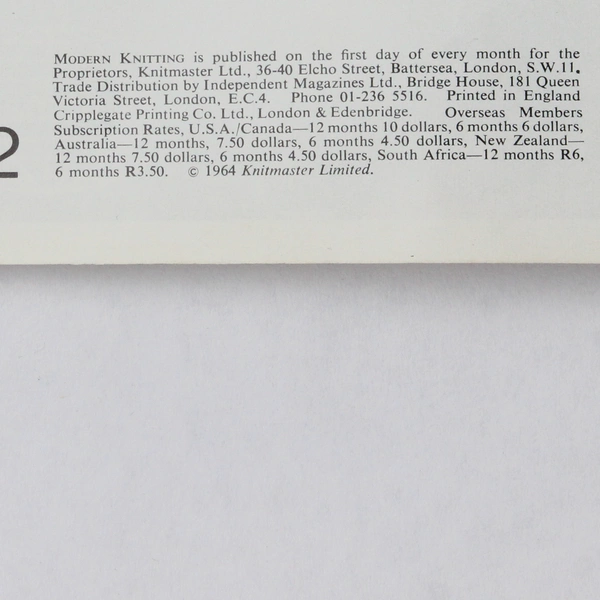 MODERN KNITTING is published on the first day of every month for the
Proprietors, Knitmaster Ltd., 36-40 Elcho Street, Battersea, London, S.W.11.
Trade Distribution by Independent Magazines Ltd., Bridge House, 181 Queen
Victoria Street, London, E.C.4. Phone 01-236 5516. Printed in England
Cripplegate Printing Co. Ltd., London & Edenbridge. Overseas Members
Subscription Rates, U.S.A./Canada—12 months 10 dollars, 6 months 6 dollars,
Australia—12 months, 7.50 dollars, 6 months 4.50 dollars, New Zealand—
12 months 7.50 dollars, 6 months 4.50 dollars, South Africa—12 months R6,
6 months R3.50. © 1964 Knitmaster Limited.
2